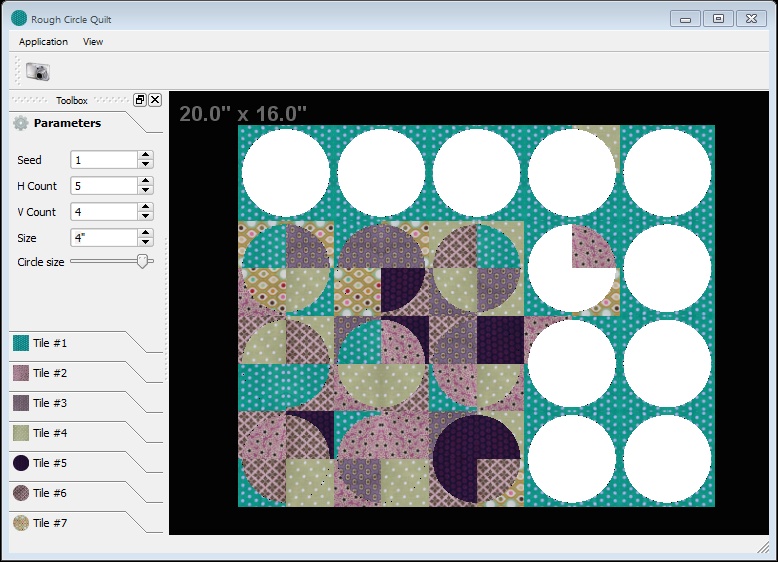 Rough Circle Quilt
Application View
Toolbox
20.0" x 16.0"
Parameters
Seed 1
H Count 5
V Count 4
Size 4"
Circle size
Tile #1
Tile #2
Tile #3
Tile #4
Tile #5
Tile #6
Tile #7